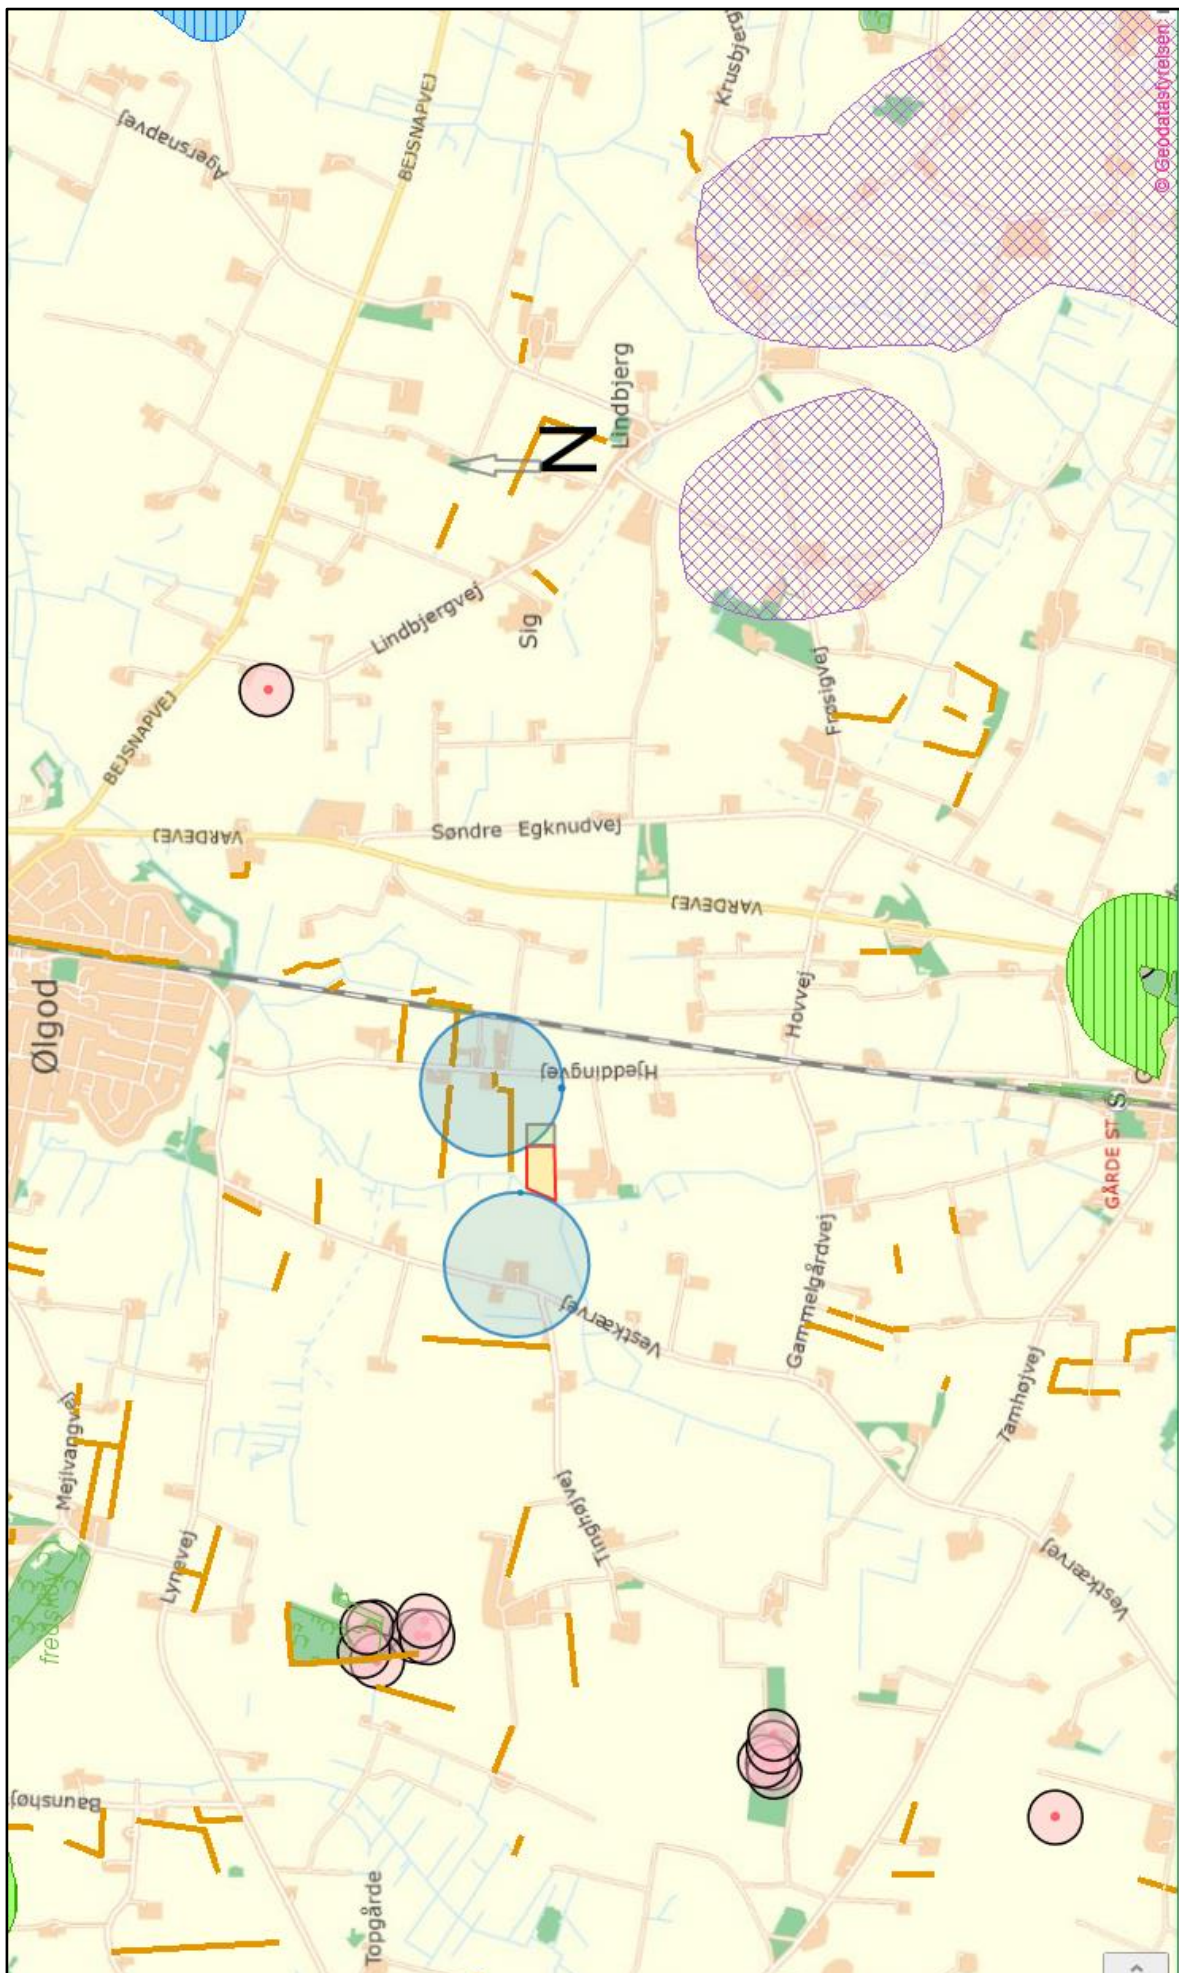 © Geodatastyrelsen
Krusbjerg
Agersnapvej
BEJSNAPVEJ
Lindbjerg
N
Lindbjergvej
Sig
BEJSNAPVEJ
Frøsigvej
VARDEVEJ
Søndre Egknudvej
VARDEVEJ
Ølgod
Hovvej
Hjeddingvej
GÅRDE ST
S
G
Vestkærvej
Gammelgårdvej
Tamhøjvej
Mejlvangvej
Tinghøjvej
Lynevej
Vestkærvej
fredskov
Baunshøj
Topgårde